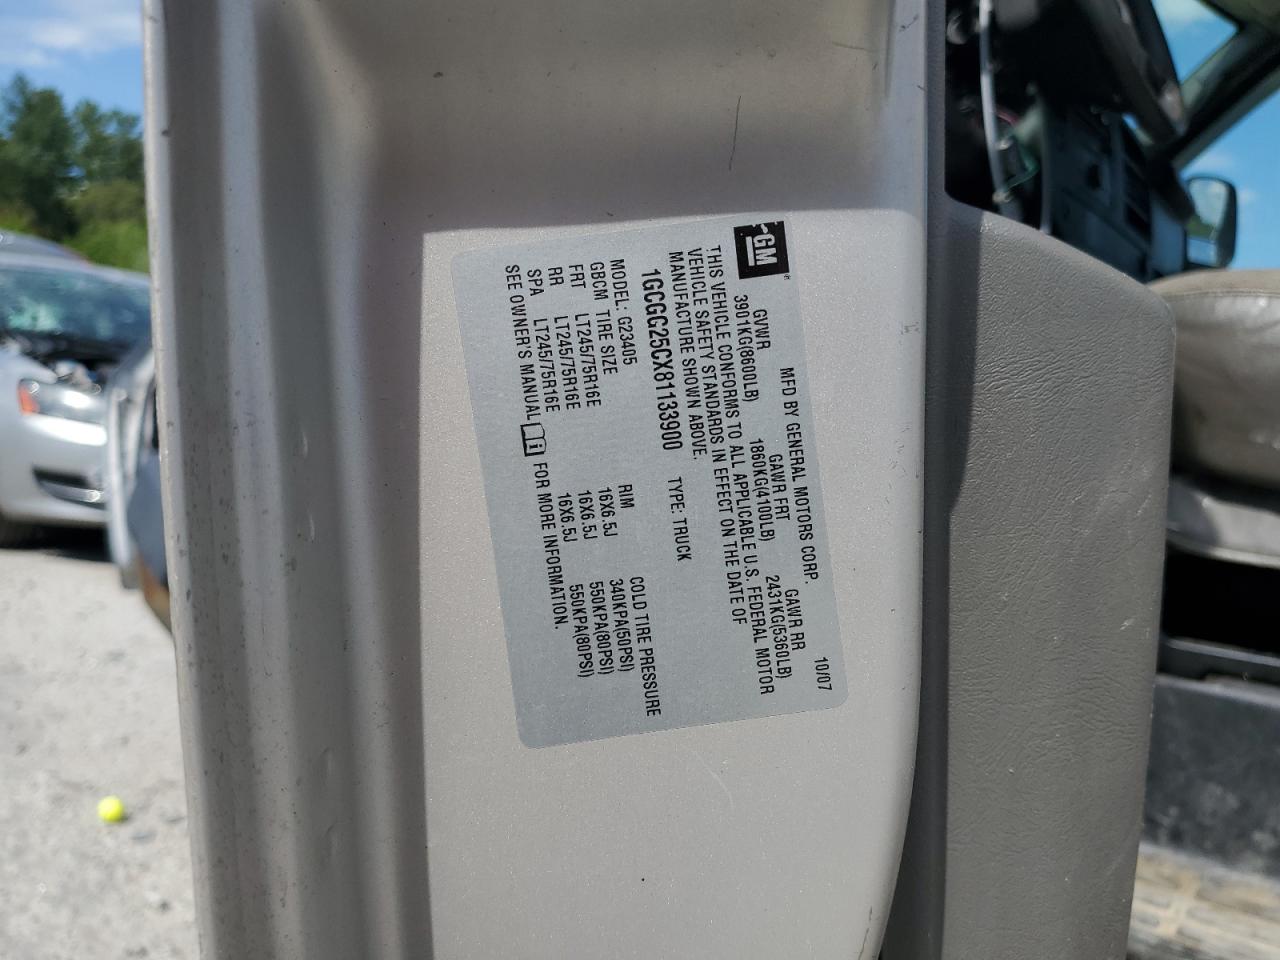 GM
MFD BY GENERAL MOTORS CORP. 10/07
GVWR GAWR FRT GAWR RR
3901KG(8600LB) 1860KG(4100LB) 2431KG(5360LB)
THIS VEHICLE CONFORMS TO ALL APPLICABLE U.S. FEDERAL MOTOR
VEHICLE SAFETY STANDARDS IN EFFECT ON THE DATE OF
MANUFACTURE SHOWN ABOVE.
1GCGG25CX81133900 TYPE: TRUCK
MODEL: G23405
GBCM TIRE SIZE RIM COLD TIRE PRESSURE
FRT LT245/75R16E 16X6.5J 340KPA(50PSI)
RR LT245/75R16E 16X6.5J 550KPA(80PSI)
SPA LT245/75R16E 16X6.5J 550KPA(80PSI)
SEE OWNER'S MANUAL i FOR MORE INFORMATION.